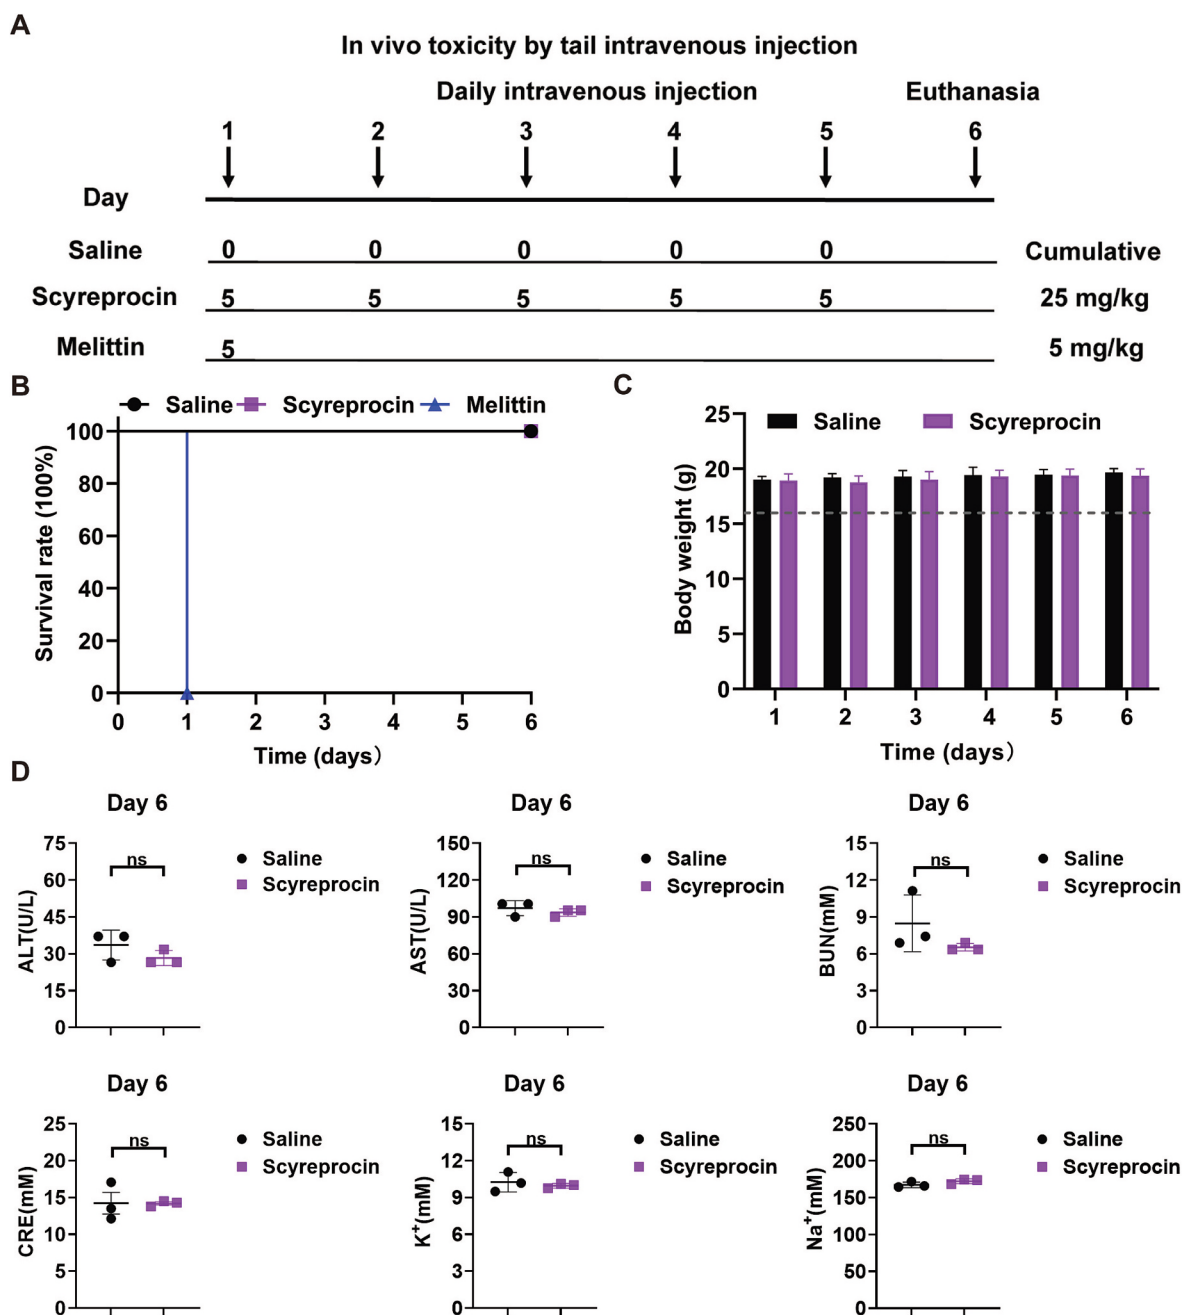 A
In vivo toxicity by tail intravenous injection
Daily intravenous injection Euthanasia
1 2 3 4 5 6
Day
Saline 0 0 0 0 0 Cumulative
Scyreprocin 5 5 5 5 5 25 mg/kg
Melittin 5 5 mg/kg
B
Saline Scyreprocin Melittin
Survival rate (100%)
100
80
60
40
20
0
0 1 2 3 4 5 6
Time (days)
C
Saline Scyreprocin
Body weight (g)
25
20
15
10
5
0
1 2 3 4 5 6
Time (days)
D
Day 6
ALT(U/L)
75
60
45
30
15
0
ns
Saline
Scyreprocin
Day 6
AST(U/L)
150
120
90
60
30
0
ns
Saline
Scyreprocin
Day 6
BUN(mM)
15
12
9
6
3
0
ns
Saline
Scyreprocin
Day 6
CRE(mM)
25
20
15
10
5
0
ns
Saline
Scyreprocin
Day 6
K⁺(mM)
15
12
9
6
3
0
ns
Saline
Scyreprocin
Day 6
Na⁺(mM)
250
200
150
100
50
0
ns
Saline
Scyreprocin